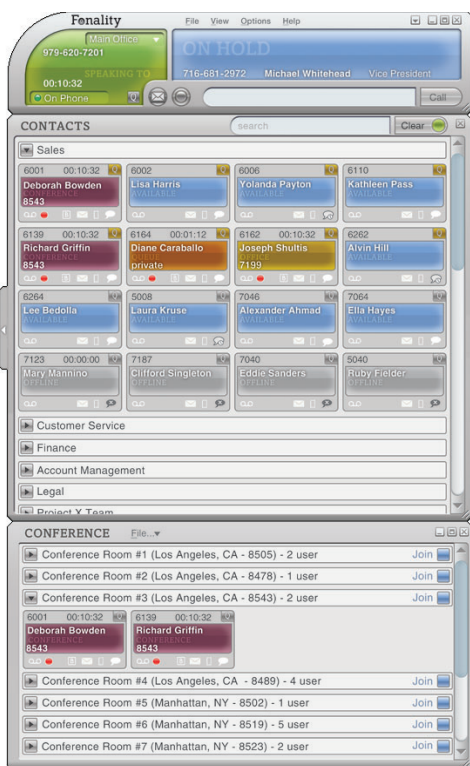 Fonality
File View Options Help
Main Office
979-620-7201
SPEAKING TO
00:10:32
On Phone
ON HOLD
716-681-2972 Michael Whitehead Vice President
Call
CONTACTS
search
Clear
Sales
6001 00:10:32
Deborah Bowden
CONFERENCE
8543
6002
Lisa Harris
AVAILABLE
6006
Yolanda Payton
AVAILABLE
6110
Kathleen Pass
AVAILABLE
6139 00:10:32
Richard Griffin
CONFERENCE
8543
6164 00:01:12
Diane Caraballo
QUEUE
private
6162 00:10:32
Joseph Shultis
OFFICE
7199
6262
Alvin Hill
AVAILABLE
6264
Lee Bedolla
AVAILABLE
5008
Laura Kruse
AVAILABLE
7046
Alexander Ahmad
AVAILABLE
7064
Ella Hayes
AVAILABLE
7123 00:00:00
Mary Mannino
OFFLINE
7187
Clifford Singleton
OFFLINE
7040
Eddie Sanders
OFFLINE
5040
Ruby Fielder
OFFLINE
Customer Service
Finance
Account Management
Legal
Project X Team
CONFERENCE File...
Conference Room #1 (Los Angeles, CA - 8505) - 2 user Join
Conference Room #2 (Los Angeles, CA - 8478) - 1 user Join
Conference Room #3 (Los Angeles, CA - 8543) - 2 user Join
6001 00:10:32
Deborah Bowden
CONFERENCE
8543
6139 00:10:32
Richard Griffin
CONFERENCE
8543
Conference Room #4 (Los Angeles, CA - 8489) - 4 user Join
Conference Room #5 (Manhattan, NY - 8502) - 1 user Join
Conference Room #6 (Manhattan, NY - 8519) - 5 user Join
Conference Room #7 (Manhattan, NY - 8523) - 2 user Join